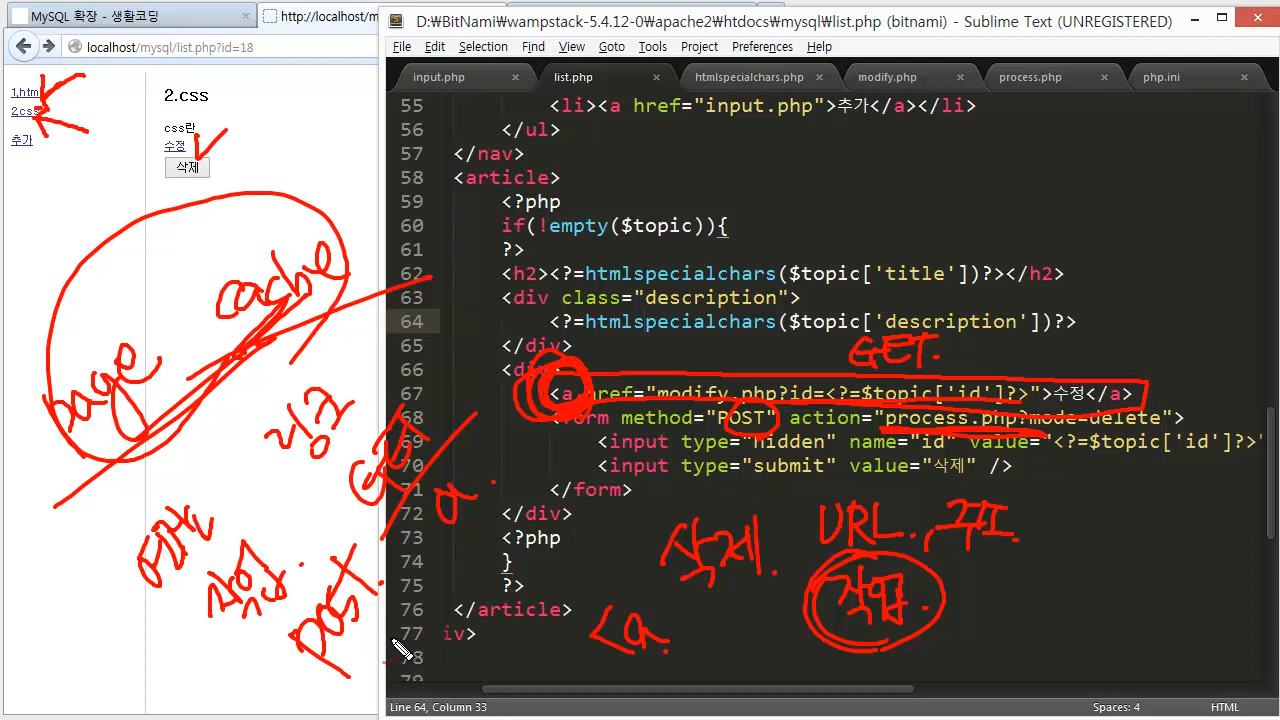 MySQL 확장 - 생활코딩
http://localhost/m
localhost/mysql/list.php?id=18
1.htm
2.css
추가
2.css
css란
수정
삭제
D:\BitNami\wampstack-5.4.12-0\apache2\htdocs\mysql\list.php (bitnami) - Sublime Text (UNREGISTERED)
File Edit Selection Find View Goto Tools Project Preferences Help
input.php list.php htmlspecialchars.php modify.php process.php php.ini
55 <li><a href="input.php">추가</a></li>
56 </ul>
57 </nav>
58 <article>
59 <?php
60 if(!empty($topic)){
61 ?>
62 <h2><?=htmlspecialchars($topic['title'])?></h2>
63 <div class="description">
64 <?=htmlspecialchars($topic['description'])?>
65 </div>
66 <div>
67 <a href="modify.php?id=<?=$topic['id']?>">수정</a>
68 <form method="POST" action="process.php?mode=delete">
69 <input type="hidden" name="id" value="<?=$topic['id']?>"
70 <input type="submit" value="삭제" />
71 </form>
72 </div>
73 <?php
74 }
75 ?>
76 </article>
77 iv>
78
79
cache
page
GET.
GET
a.
post.
삭제.
URL.,
작업.
<a.
Line 64, Column 33
Spaces: 4
HTML